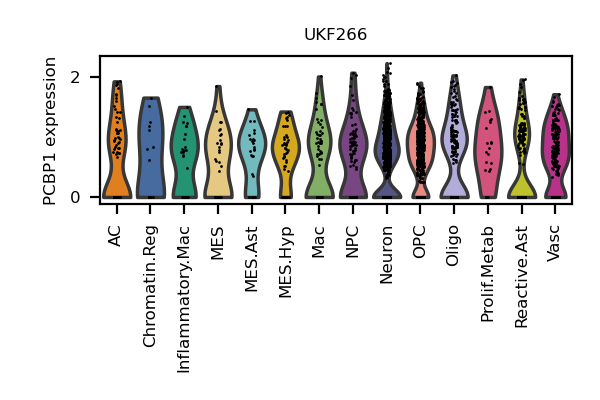 UKF266
PCBP1 expression
2
0
AC
Chromatin.Reg
Inflammatory.Mac
MES
MES.Ast
MES.Hyp
Mac
NPC
Neuron
OPC
Oligo
Prolif.Metab
Reactive.Ast
Vasc